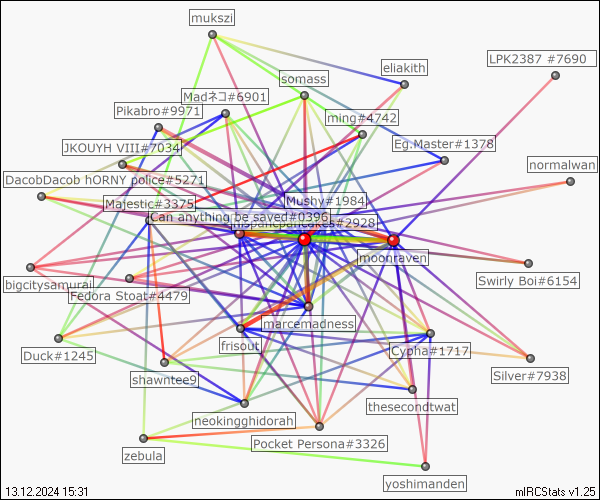 mukszi
LPK2387 #7690
eliakith
somass
Madネコ#6901
Pikabro#9971
ming#4742
Eg.Master#1378
JKOUYH VIII#7034
normalwan
DacobDacob hORNY police#5271
Mushy#1984
Majestic#3375
Can anything be saved#0396
hispanicpancakes#2928
moonraven
bigcitysamurai
Swirly Boi#6154
Fedora Stoat#4479
marcemadness
frisout
Cypha#1717
Duck#1245
shawntee9
Silver#7938
thesecondtwat
neokingghidorah
Pocket Persona#3326
zebula
yoshimanden
13.12.2024 15:31
mIRCStats v1.25